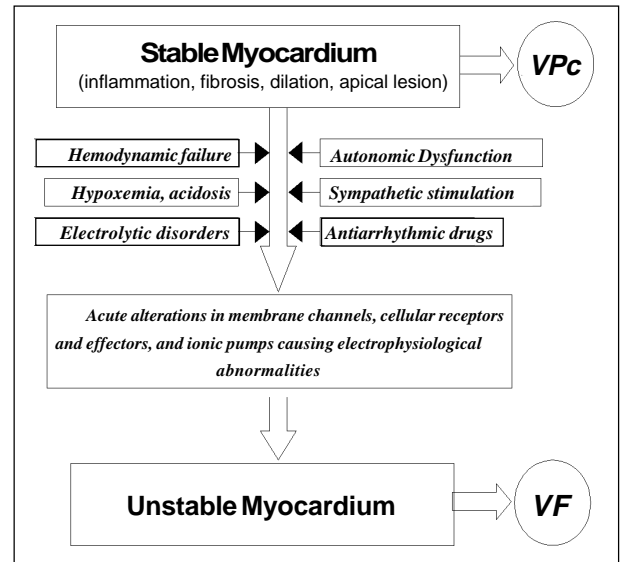 Stable Myocardium
(inflammation, fibrosis, dilation, apical lesion)
VPc
Hemodynamic failure
Autonomic Dysfunction
Hypoxemia, acidosis
Sympathetic stimulation
Electrolytic disorders
Antiarrhythmic drugs
Acute alterations in membrane channels, cellular receptors
and effectors, and ionic pumps causing electrophysiological
abnormalities
Unstable Myocardium
VF